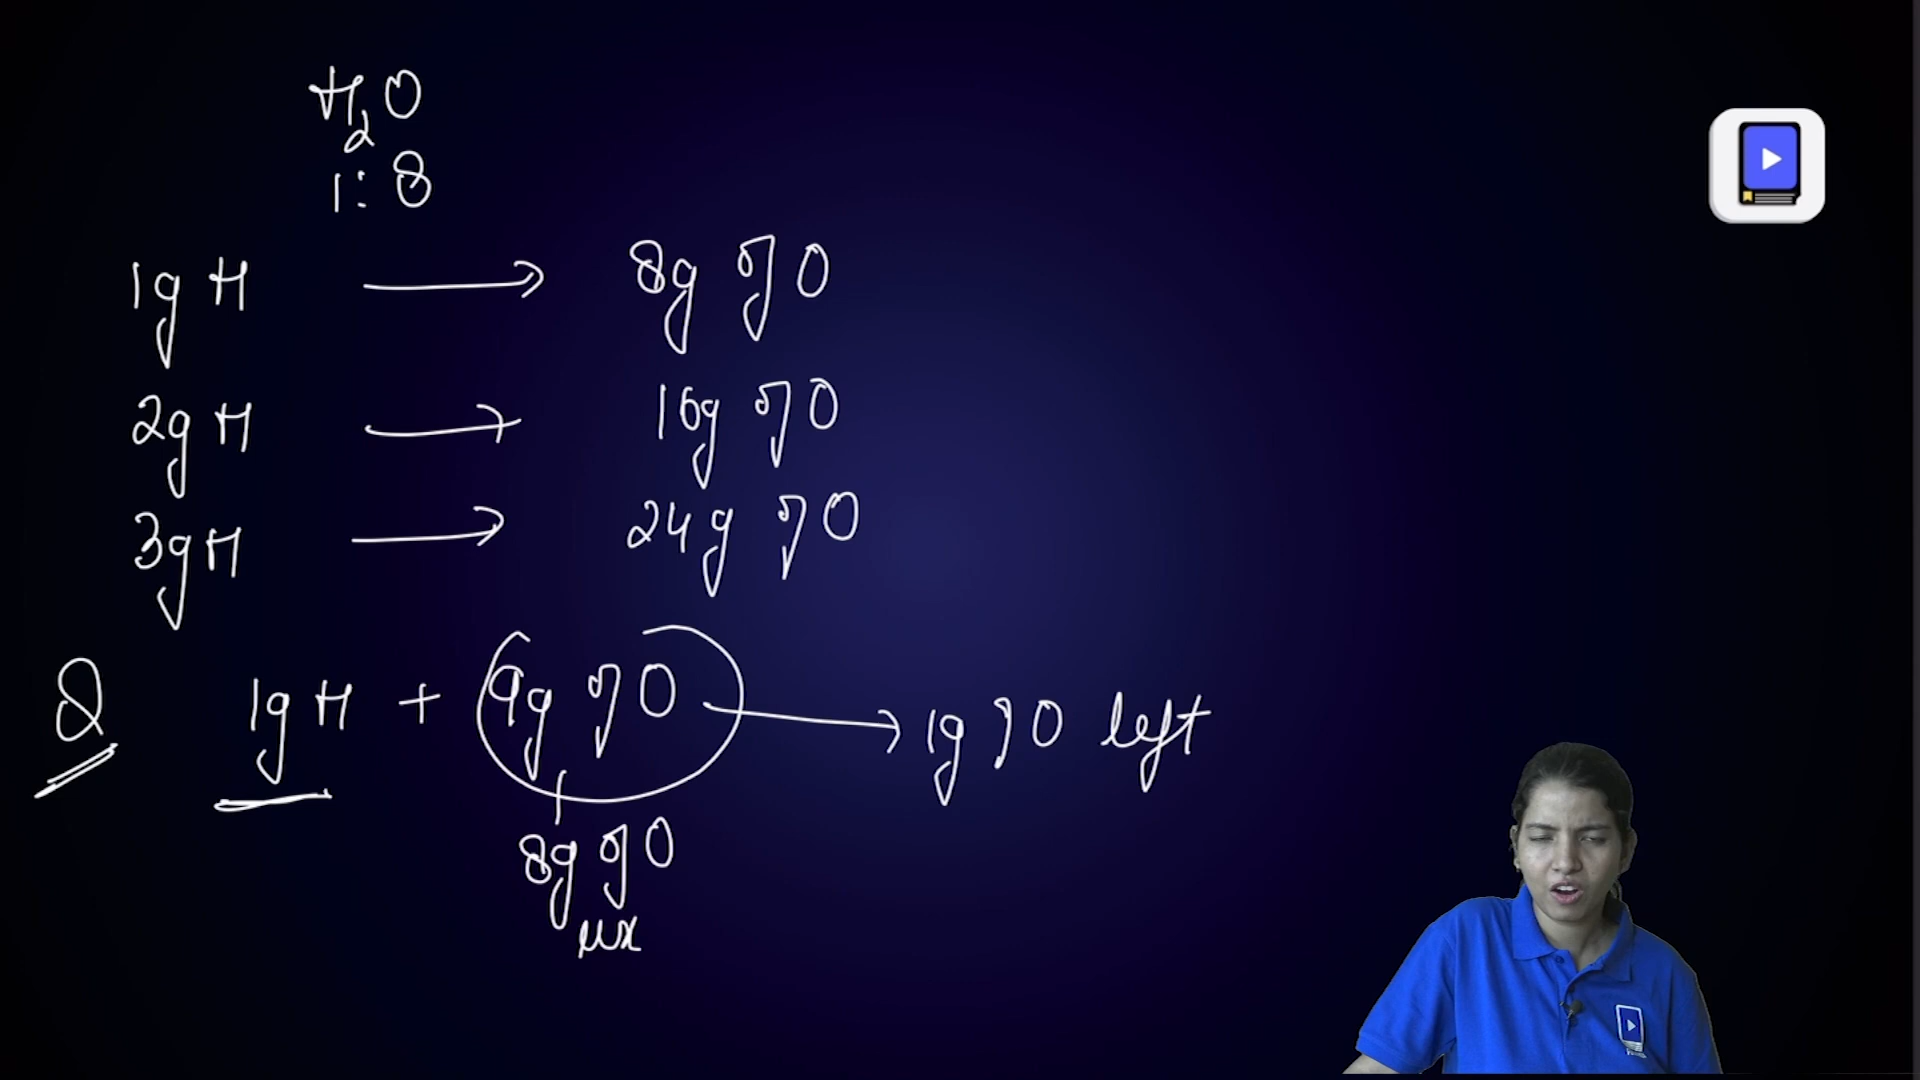 H₂O
1:8
1g H → 8g of O
2g H → 16g of O
3g H → 24g of O
Q 1g H + 9g of O → 1g of O left
8g of O